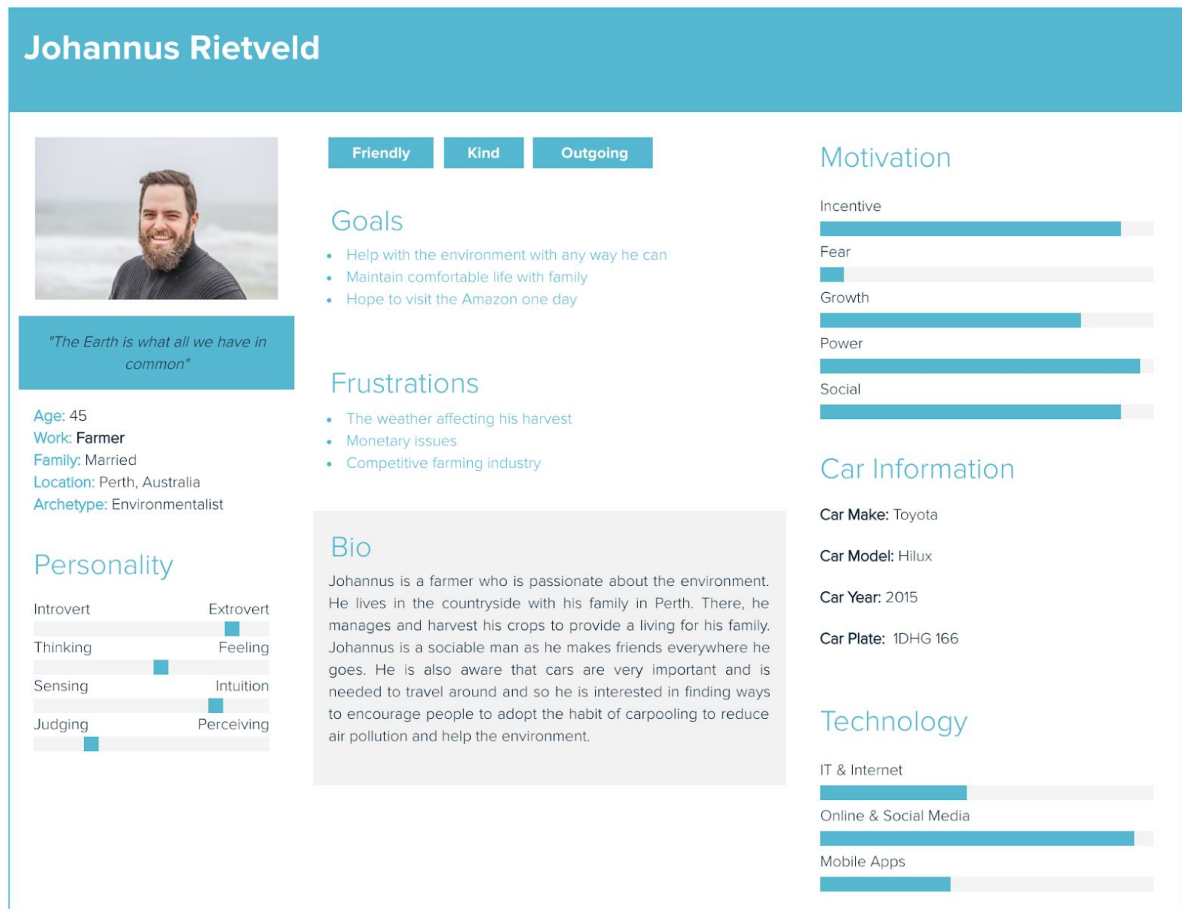 Johannus Rietveld
"The Earth is what all we have in
common"
Age: 45
Work: Farmer
Family: Married
Location: Perth, Australia
Archetype: Environmentalist
Personality
Introvert Extrovert
Thinking Feeling
Sensing Intuition
Judging Perceiving
Friendly Kind Outgoing
Goals
• Help with the environment with any way he can
• Maintain comfortable life with family
• Hope to visit the Amazon one day
Frustrations
• The weather affecting his harvest
• Monetary issues
• Competitive farming industry
Bio
Johannus is a farmer who is passionate about the environment.
He lives in the countryside with his family in Perth. There, he
manages and harvest his crops to provide a living for his family.
Johannus is a sociable man as he makes friends everywhere he
goes. He is also aware that cars are very important and is
needed to travel around and so he is interested in finding ways
to encourage people to adopt the habit of carpooling to reduce
air pollution and help the environment.
Motivation
Incentive
Fear
Growth
Power
Social
Car Information
Car Make: Toyota
Car Model: Hilux
Car Year: 2015
Car Plate: 1DHG 166
Technology
IT & Internet
Online & Social Media
Mobile Apps